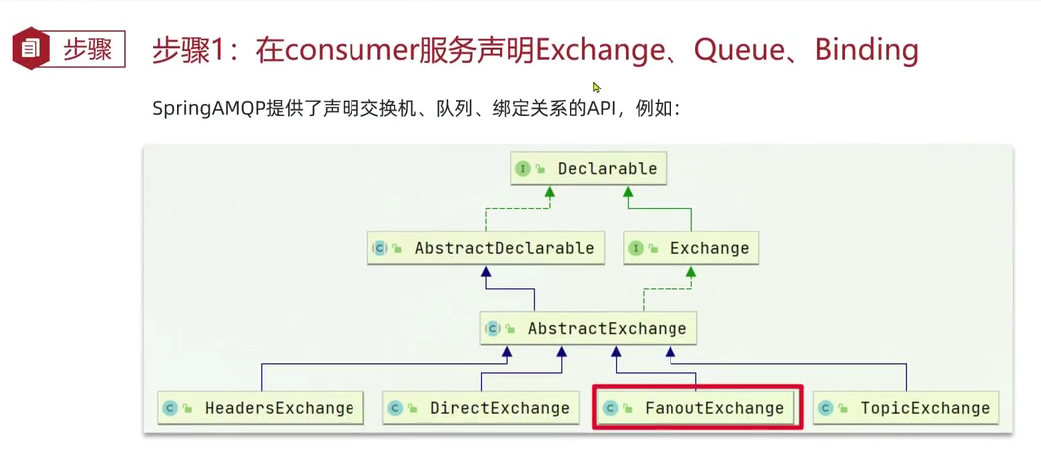 步骤
步骤1：在consumer服务声明Exchange、Queue、Binding
SpringAMQP提供了声明交换机、队列、绑定关系的API，例如：
I Declarable
C AbstractDeclarable
I Exchange
C AbstractExchange
C HeadersExchange
C DirectExchange
C FanoutExchange
C TopicExchange